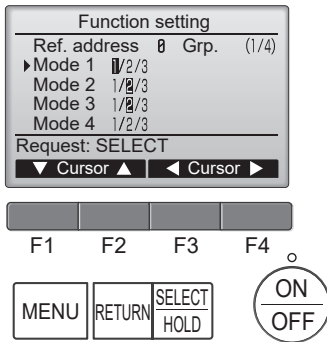 Function setting
Ref. address 0 Grp. (1/4)
Mode 1 1/2/3
Mode 2 1/2/3
Mode 3 1/2/3
Mode 4 1/2/3
Request: SELECT
▼ Cursor ▲ ◀ Cursor ▶
F1 F2 F3 F4
MENU RETURN SELECT HOLD ON OFF